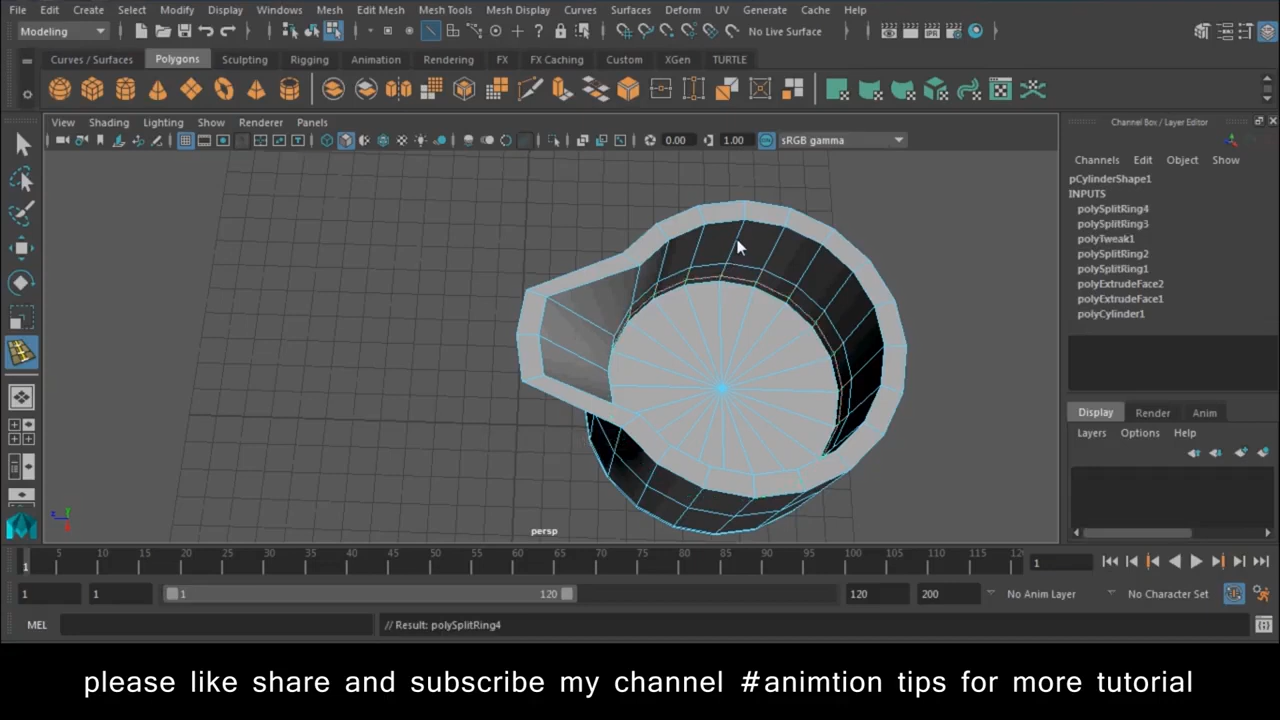 File Edit Create Select Modify Display Windows Mesh Edit Mesh Mesh Tools Mesh Display Curves Surfaces Deform UV Generate Cache Help
Modeling No Live Surface
Curves / Surfaces Polygons Sculpting Rigging Animation Rendering FX FX Caching Custom XGen TURTLE
View Shading Lighting Show Renderer Panels
0.00 1.00 sRGB gamma
Channel Box / Layer Editor
Channels Edit Object Show
pCylinderShape1
INPUTS
polySplitRing4
polySplitRing3
polyTweak1
polySplitRing2
polySplitRing1
polyExtrudeFace2
polyExtrudeFace1
polyCylinder1
Display Render Anim
Layers Options Help
persp
5 10 15 20 25 30 35 40 45 50 55 60 65 70 75 80 85 90 95 100 105 110 115 12
1 1
1 1 1 120 120 200 No Anim Layer No Character Set
MEL // Result: polySplitRing4
please like share and subscribe my channel #animtion tips for more tutorial